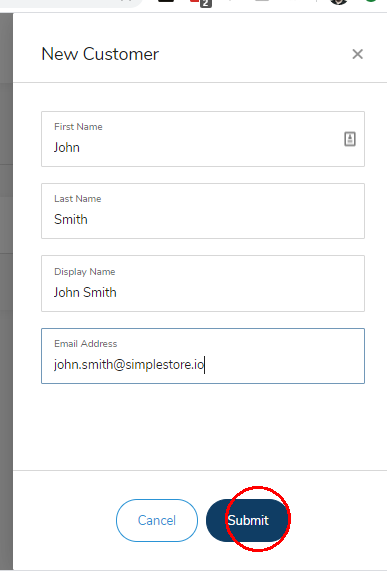 2
New Customer
First Name
John
Last Name
Smith
Display Name
John Smith
Email Address
john.smith@simplestore.io
Cancel
Submit